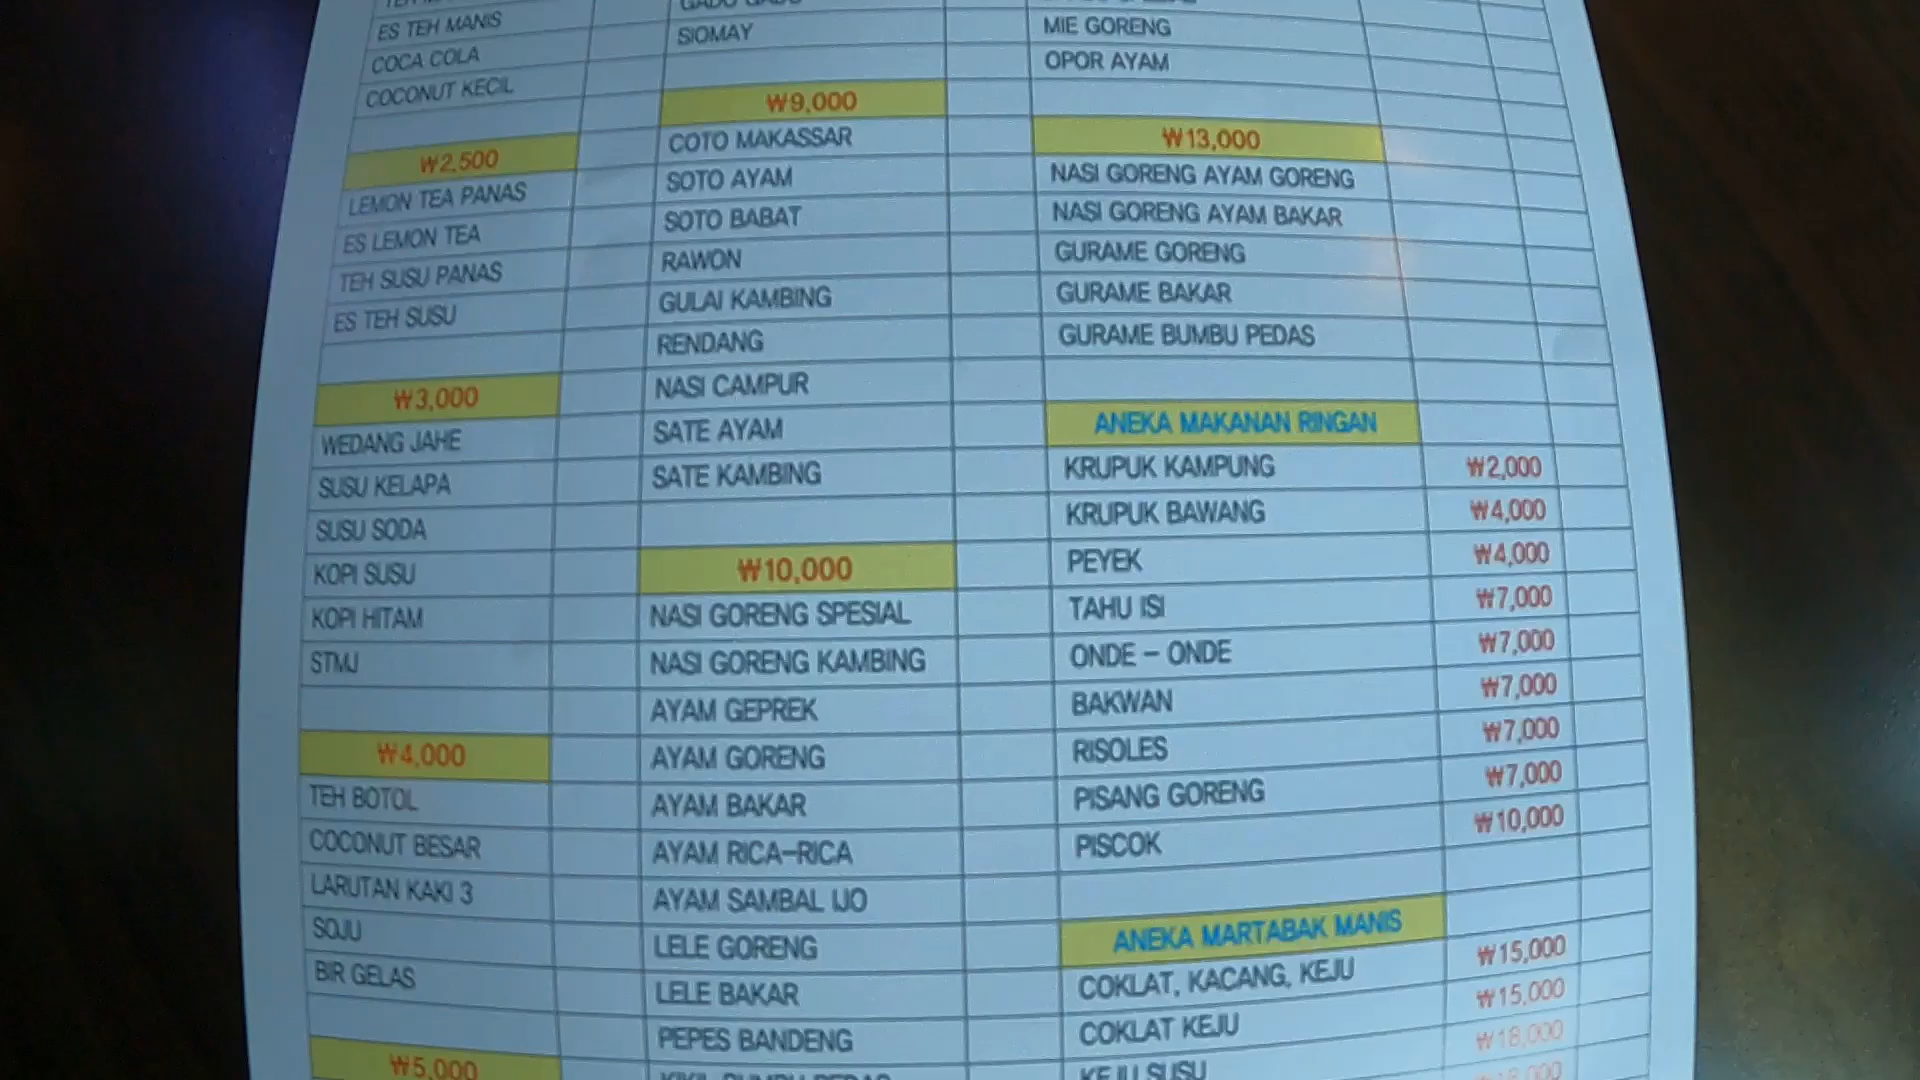 ES TEH MANIS
COCA COLA
COCONUT KECIL
₩2,500
LEMON TEA PANAS
ES LEMON TEA
TEH SUSU PANAS
ES TEH SUSU
₩3,000
WEDANG JAHE
SUSU KELAPA
SUSU SODA
KOPI SUSU
KOPI HITAM
STMJ
₩4,000
TEH BOTOL
COCONUT BESAR
LARUTAN KAKI 3
SOJU
BIR GELAS
₩5,000
SIOMAY
₩9,000
COTO MAKASSAR
SOTO AYAM
SOTO BABAT
RAWON
GULAI KAMBING
RENDANG
NASI CAMPUR
SATE AYAM
SATE KAMBING
₩10,000
NASI GORENG SPESIAL
NASI GORENG KAMBING
AYAM GEPREK
AYAM GORENG
AYAM BAKAR
AYAM RICA-RICA
AYAM SAMBAL IJO
LELE GORENG
LELE BAKAR
PEPES BANDENG
MIE GORENG
OPOR AYAM
₩13,000
NASI GORENG AYAM GORENG
NASI GORENG AYAM BAKAR
GURAME GORENG
GURAME BAKAR
GURAME BUMBU PEDAS
ANEKA MAKANAN RINGAN
KRUPUK KAMPUNG ₩2,000
KRUPUK BAWANG ₩4,000
PEYEK ₩4,000
TAHU ISI ₩7,000
ONDE - ONDE ₩7,000
BAKWAN ₩7,000
RISOLES ₩7,000
PISANG GORENG ₩7,000
PISCOK ₩10,000
ANEKA MARTABAK MANIS
COKLAT, KACANG, KEJU ₩15,000
COKLAT KEJU ₩15,000
KEJU SUSU ₩18,000